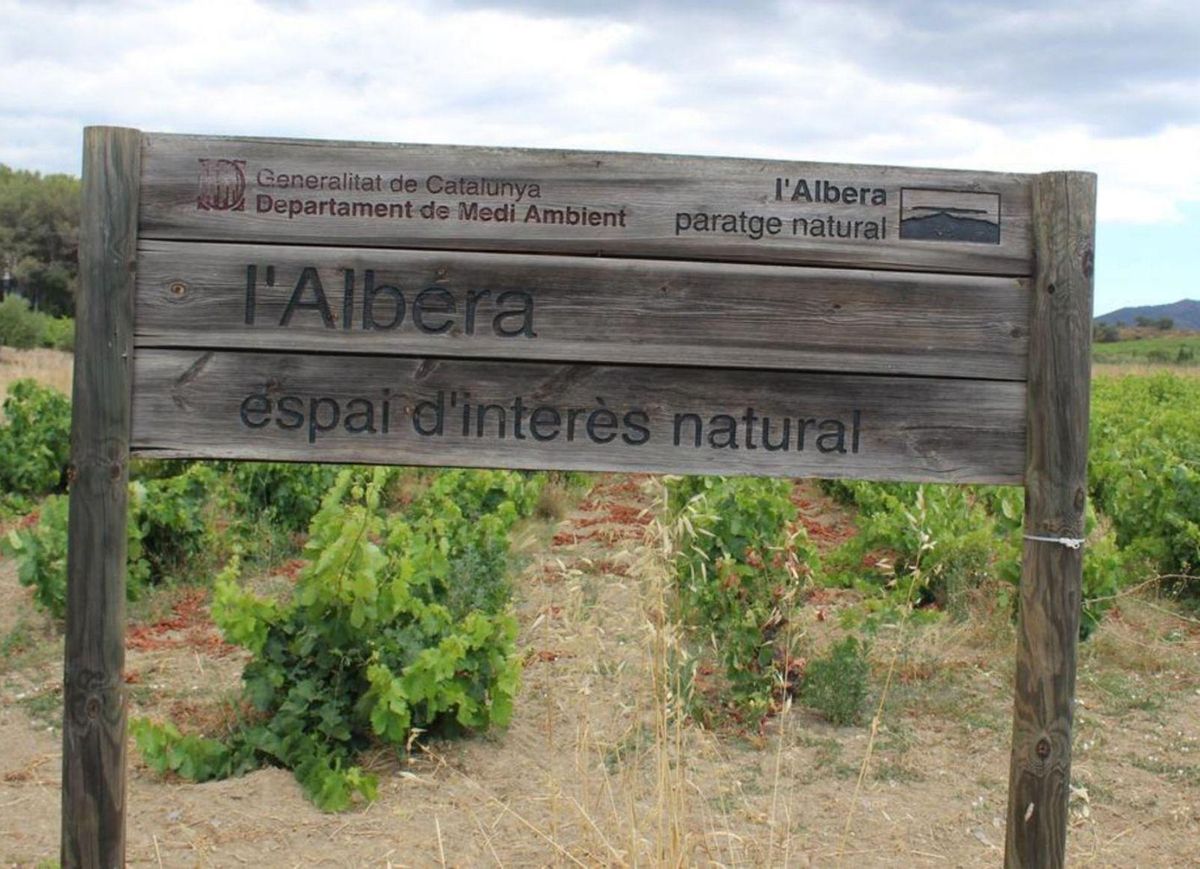 Generalitat de Catalunya
Departament de Medi Ambient
l'Albera
paratge natural
l'Albera
espai d'interès natural